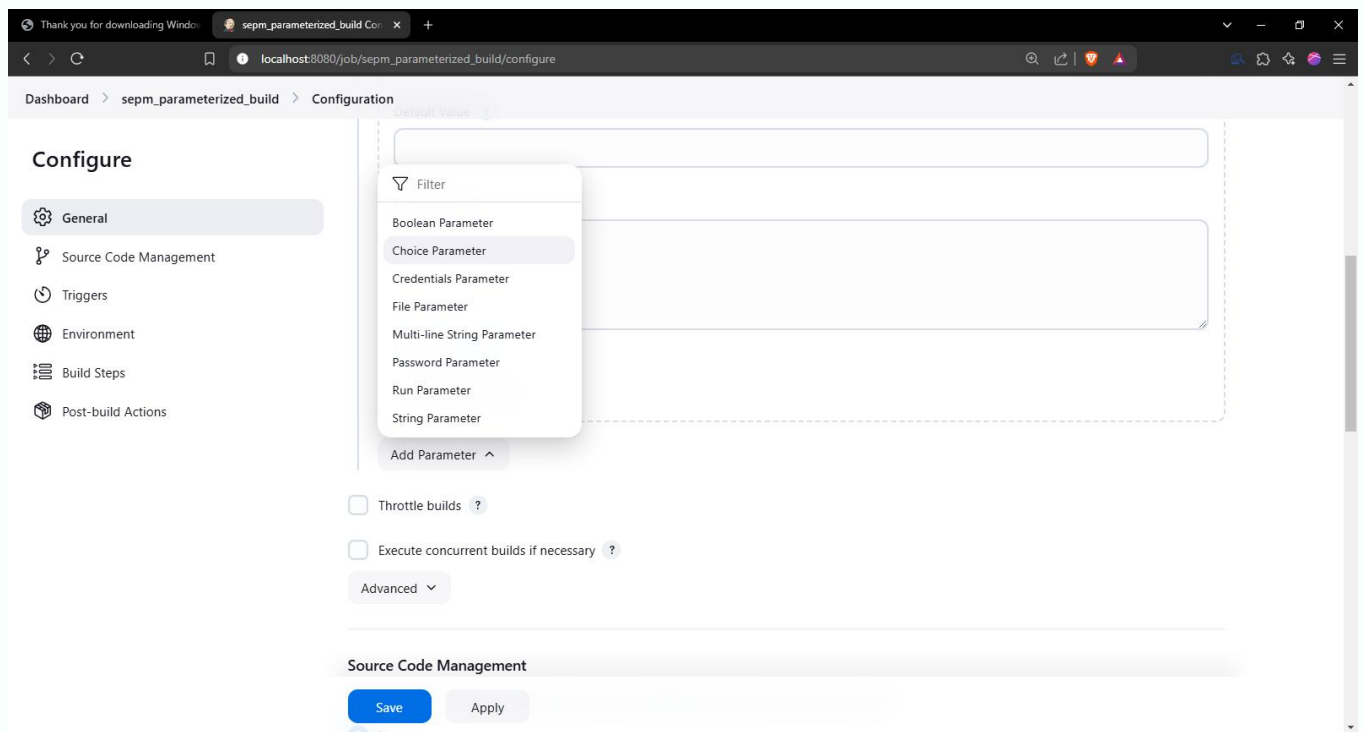 Thank you for downloading Windo
sepm_parameterized_build Con
localhost:8080/job/sepm_parameterized_build/configure
Dashboard > sepm_parameterized_build > Configuration
Default Value ?
Configure
Filter
General
Boolean Parameter
Source Code Management
Choice Parameter
Credentials Parameter
Triggers
File Parameter
Environment
Multi-line String Parameter
Build Steps
Password Parameter
Run Parameter
Post-build Actions
String Parameter
Add Parameter
Throttle builds ?
Execute concurrent builds if necessary ?
Advanced
Source Code Management
Save Apply